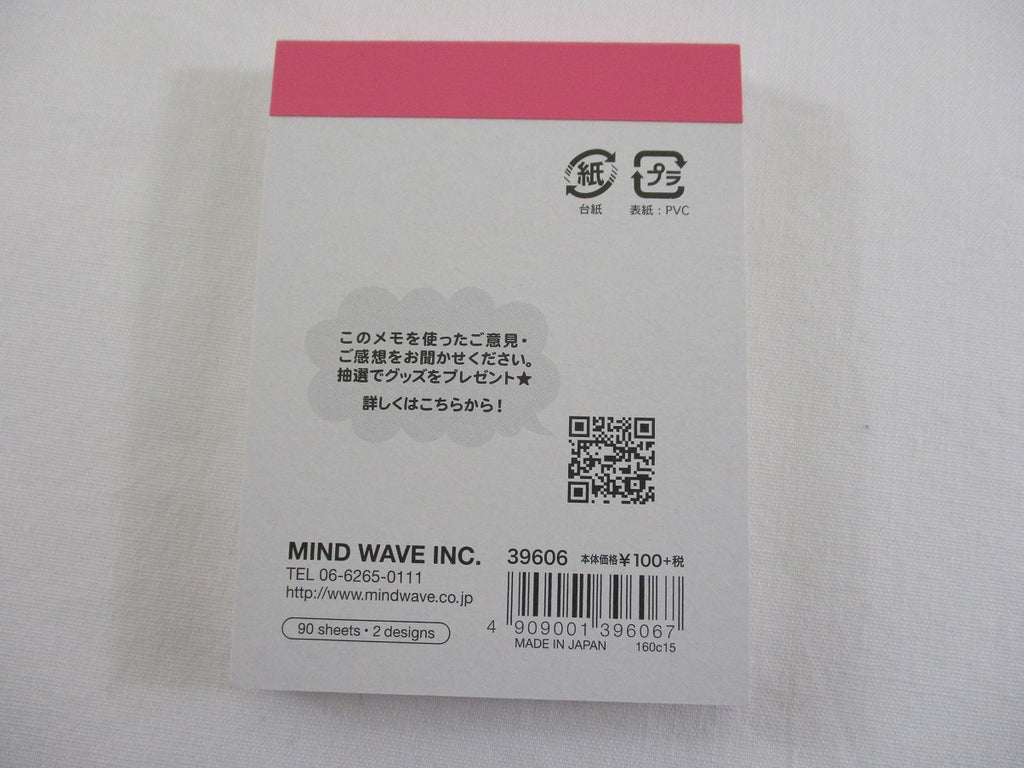 紙 プラ
台紙 表紙：PVC
このメモを使ったご意見・
ご感想をお聞かせください。
抽選でグッズをプレゼント★
詳しくはこちらから！
MIND WAVE INC. 39606 本体価格¥100+税
TEL 06-6265-0111
http://www.mindwave.co.jp
90 sheets・2 designs
4 909001 396067
MADE IN JAPAN 160c15